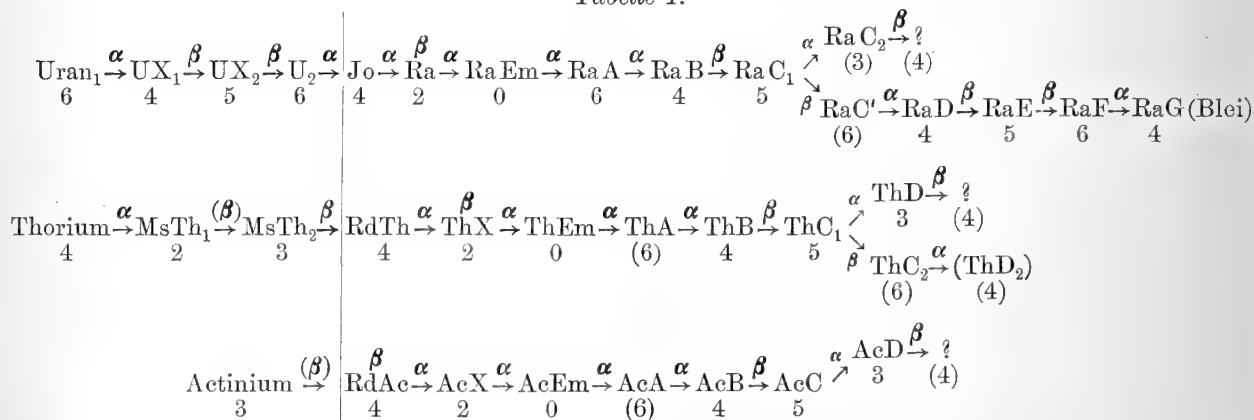 Tabelle 1.
α RaC₂ β→ ?
β (3) (4)
Uran₁ α→ UX₁ β→ UX₂ β→ U₂ α→ Jo α→ Ra α→ RaEm α→ RaA α→ RaB β→ RaC₁ ↗ ↘
6 4 5 6 4 2 0 6 4 5
β RaC' α→ RaD β→ RaE β→ RaF α→ RaG (Blei)
(6) 4 5 6 4
α ThD β→ ?
β 3 (4)
Thorium α→ MsTh₁ (β)→ MsTh₂ β→ RdTh α→ ThX α→ ThEm α→ ThA α→ ThB β→ ThC₁ ↗ ↘
4 2 3 4 2 0 (6) 4 5
β ThC₂ α→ (ThD₂)
(6) (4)
α AcD β→ ?
β 3 (4)
Actinium (β)→ RdAc α→ AcX α→ AcEm α→ AcA α→ AcB β→ AcC ↗
3 4 2 0 (6) 4 5